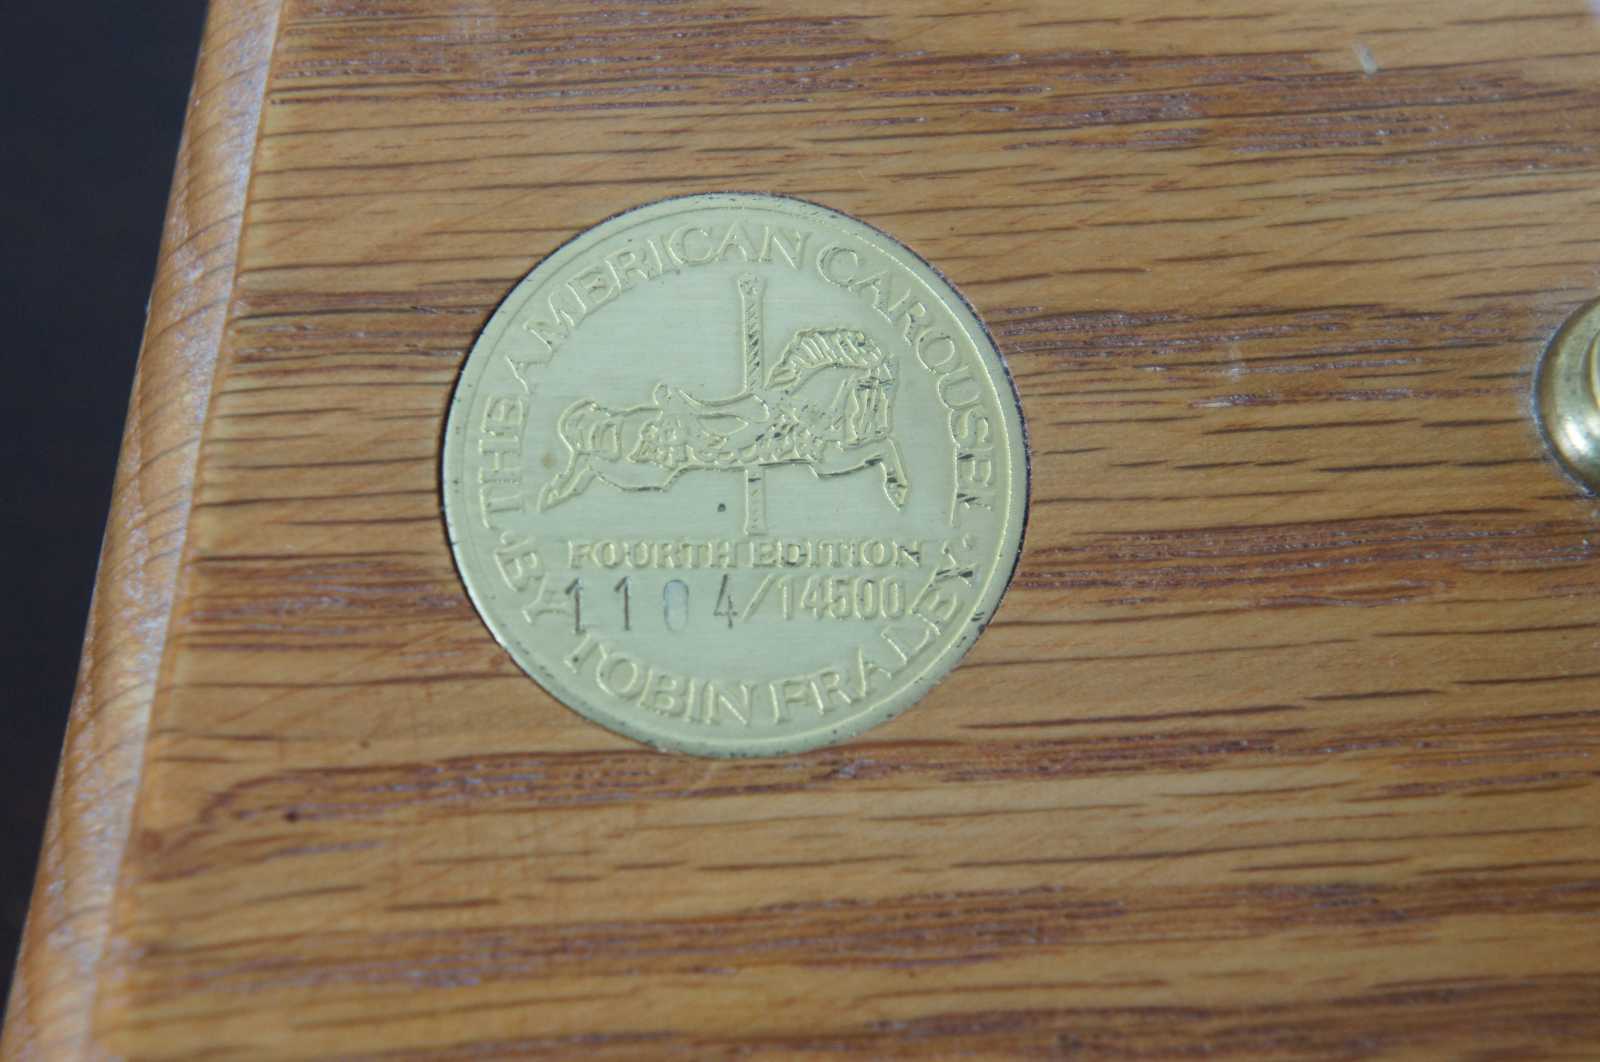 THE AMERICAN CAROUSEL
FOURTH EDITION
1104/14500
·BY TOBIN FRALEY·